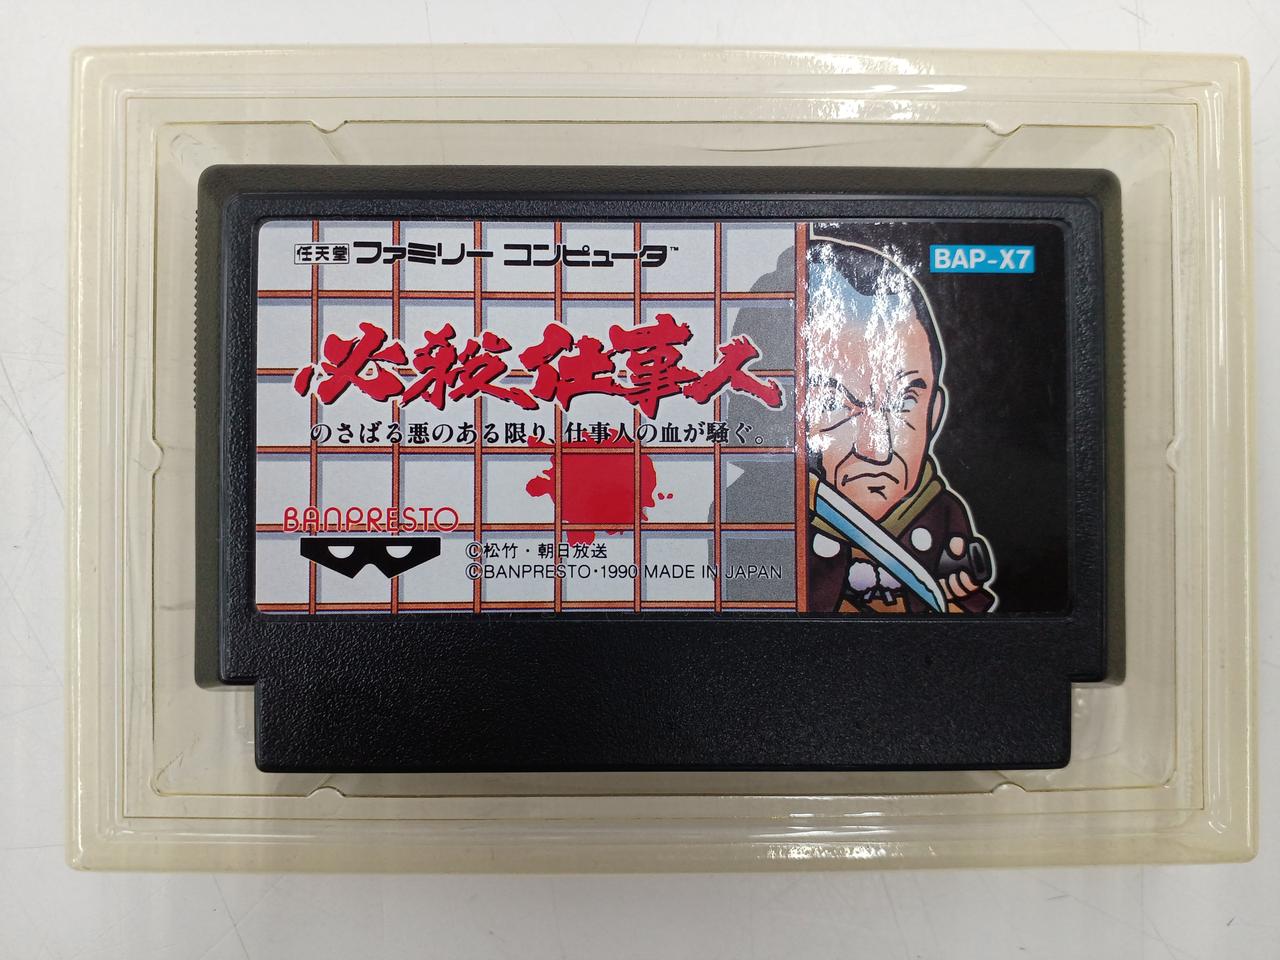 任天堂 ファミリー コンピュータ™
BAP-X7
必殺仕事人
のさばる悪のある限り、仕事人の血が騒ぐ。
BANPRESTO
©松竹・朝日放送
©BANPRESTO・1990 MADE IN JAPAN